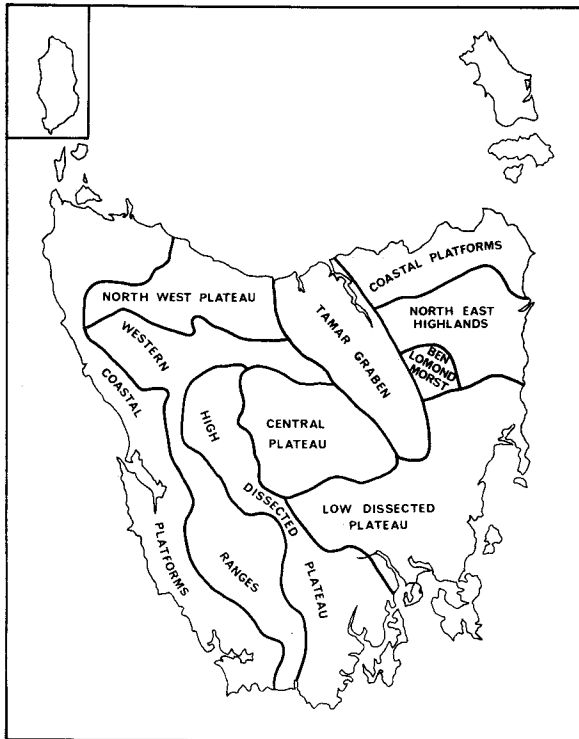 COASTAL PLATFORMS
NORTH WEST PLATEAU
NORTH EAST
HIGHLANDS
TAMAR GRABEN
BEN
LOMOND
MORST
WESTERN
COASTAL
HIGH
CENTRAL
PLATEAU
DISSECTED
LOW DISSECTED
PLATEAU
PLATFORMS
RANGES
PLATEAU